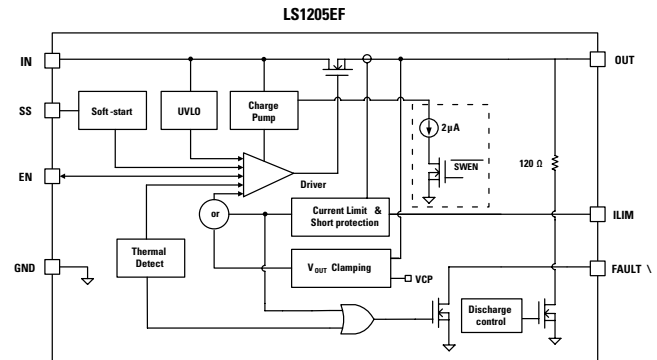 LS1205EF
IN
OUT
SS
Soft -start
UVLO
Charge
Pump
2µA
SWEN
120 Ω
EN
Driver
or
Current Limit &
Short protection
ILIM
Thermal
Detect
GND
VOUT Clamping
VCP
FAULT \
Discharge
control